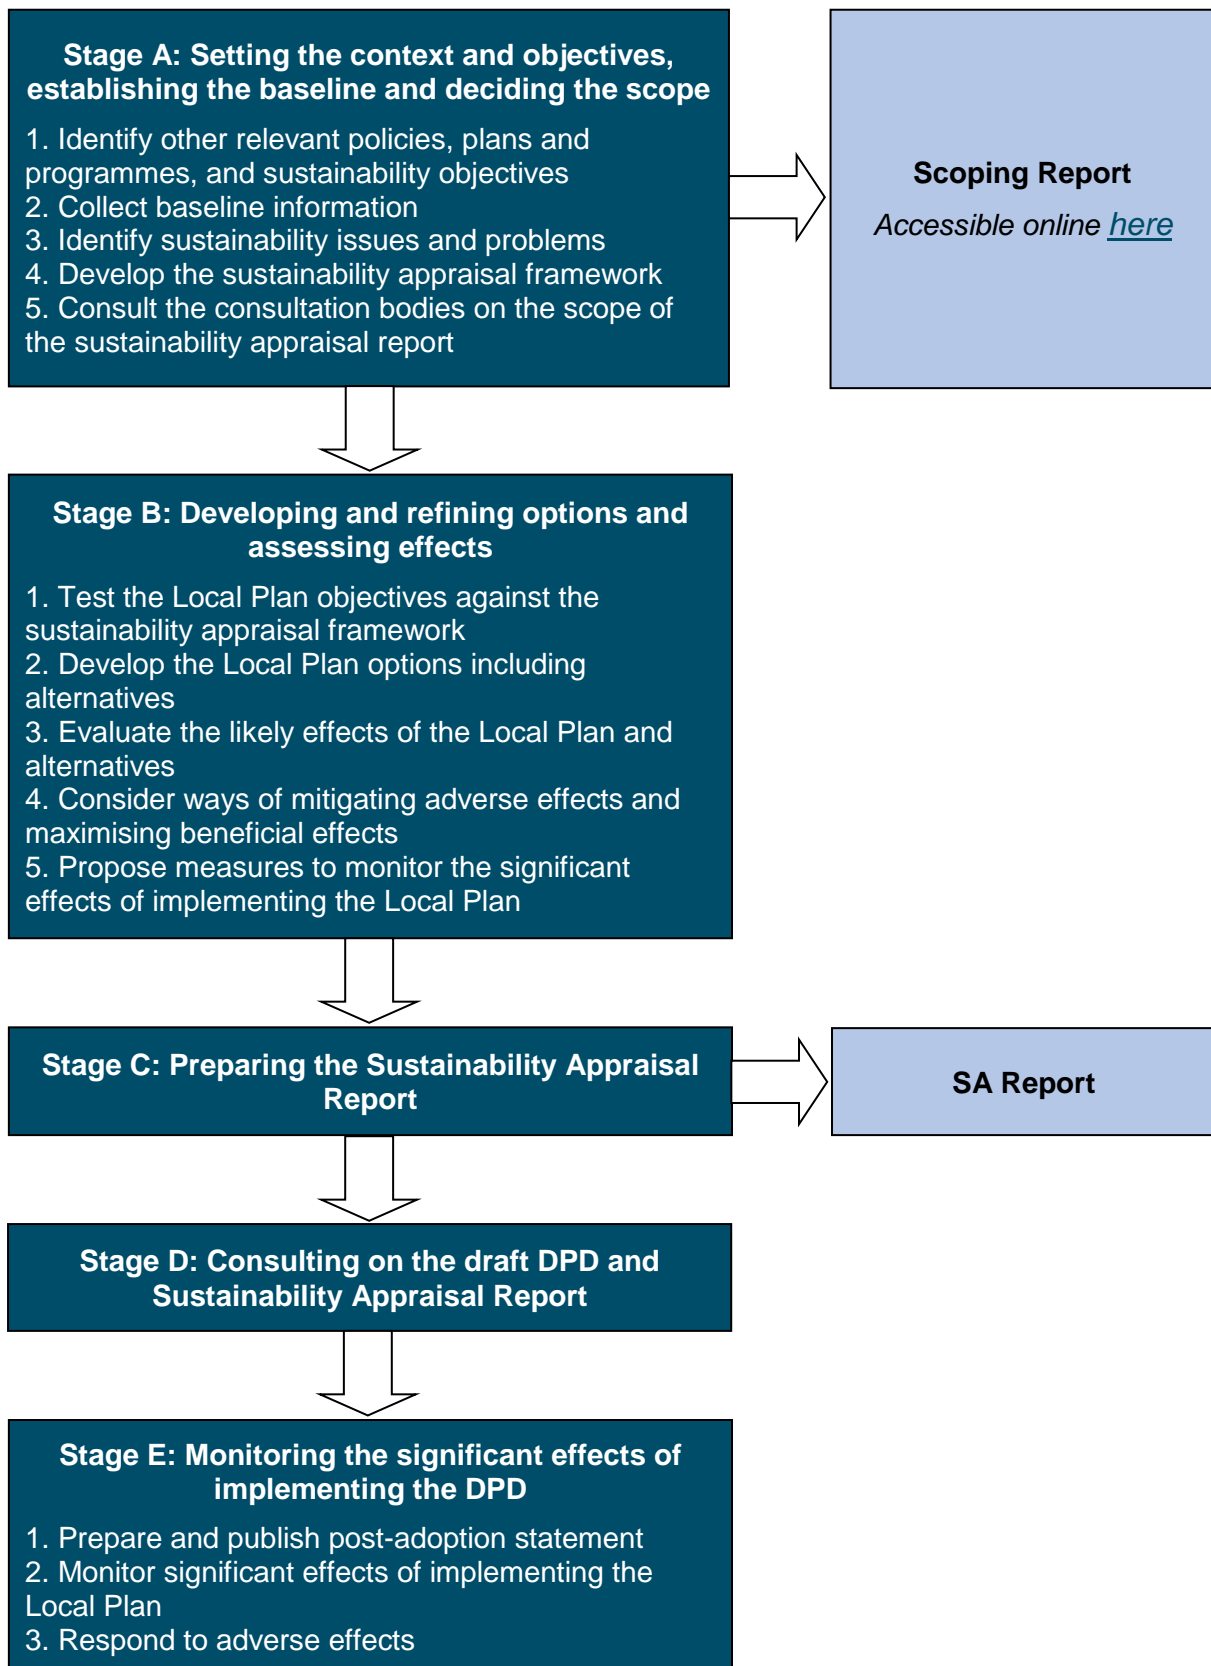 Stage A: Setting the context and objectives,
establishing the baseline and deciding the scope
1. Identify other relevant policies, plans and
programmes, and sustainability objectives
2. Collect baseline information
3. Identify sustainability issues and problems
4. Develop the sustainability appraisal framework
5. Consult the consultation bodies on the scope of
the sustainability appraisal report
Scoping Report
Accessible online here
Stage B: Developing and refining options and
assessing effects
1. Test the Local Plan objectives against the
sustainability appraisal framework
2. Develop the Local Plan options including
alternatives
3. Evaluate the likely effects of the Local Plan and
alternatives
4. Consider ways of mitigating adverse effects and
maximising beneficial effects
5. Propose measures to monitor the significant
effects of implementing the Local Plan
Stage C: Preparing the Sustainability Appraisal
Report
SA Report
Stage D: Consulting on the draft DPD and
Sustainability Appraisal Report
Stage E: Monitoring the significant effects of
implementing the DPD
1. Prepare and publish post-adoption statement
2. Monitor significant effects of implementing the
Local Plan
3. Respond to adverse effects